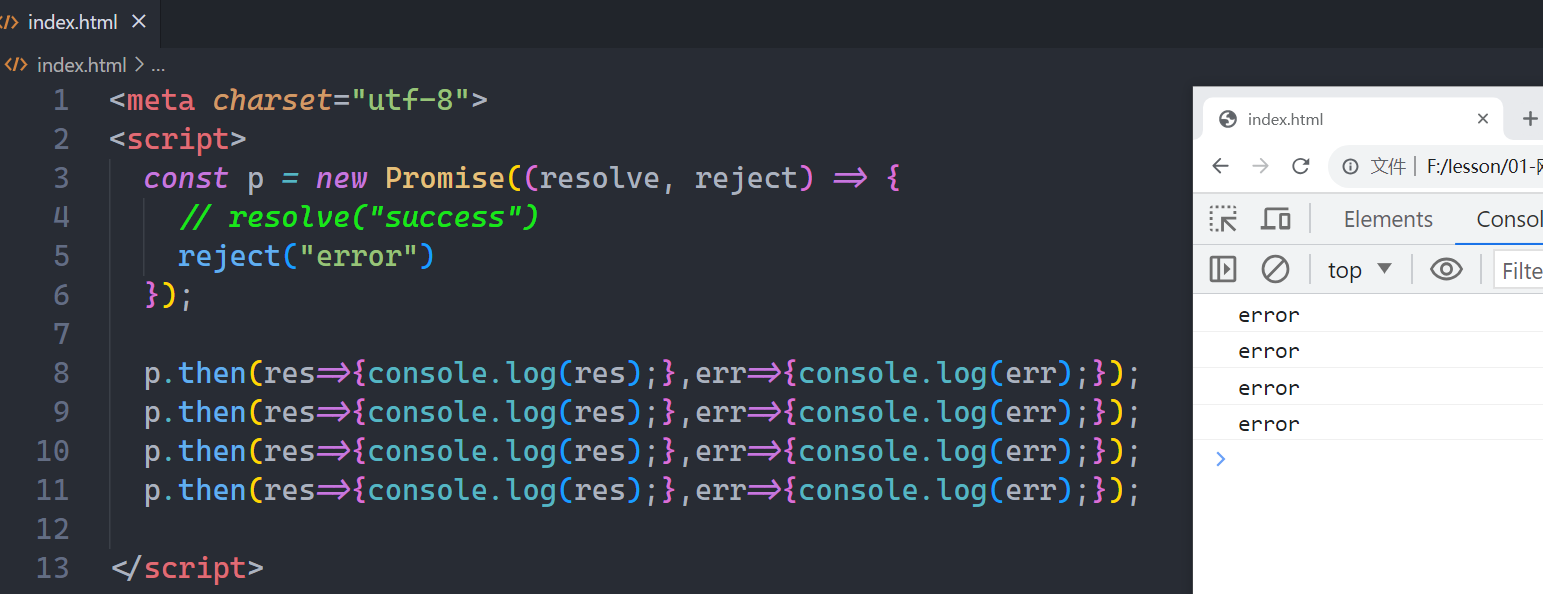 index.html
index.html > ...
1 <meta charset="utf-8">
2 <script>
3 const p = new Promise((resolve, reject) => {
4 // resolve("success")
5 reject("error")
6 });
7
8 p.then(res=>{console.log(res);},err=>{console.log(err);});
9 p.then(res=>{console.log(res);},err=>{console.log(err);});
10 p.then(res=>{console.log(res);},err=>{console.log(err);});
11 p.then(res=>{console.log(res);},err=>{console.log(err);});
12
13 </script>
index.html
文件 | F:/lesson/01-
Elements Consol
top Filte
error
error
error
error